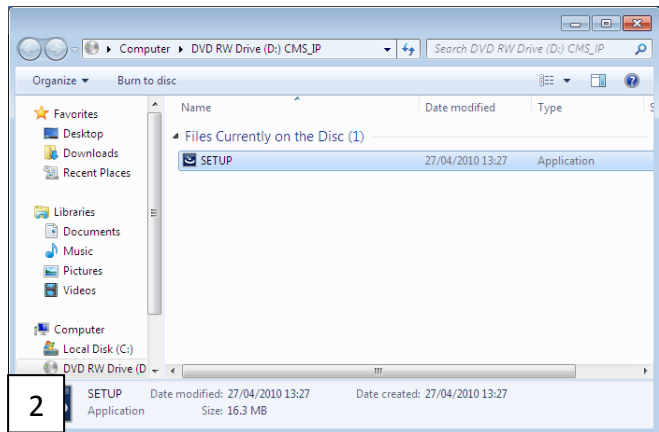 Computer ▸ DVD RW Drive (D:) CMS_IP
Search DVD RW Drive (D:) CMS_IP
Organize Burn to disc
Name Date modified Type S
Favorites
Desktop
Downloads
Recent Places
Libraries
Documents
Music
Pictures
Videos
Computer
Local Disk (C:)
DVD RW Drive (D
Files Currently on the Disc (1)
SETUP 27/04/2010 13:27 Application
2
SETUP Date modified: 27/04/2010 13:27 Date created: 27/04/2010 13:27
Application Size: 16.3 MB